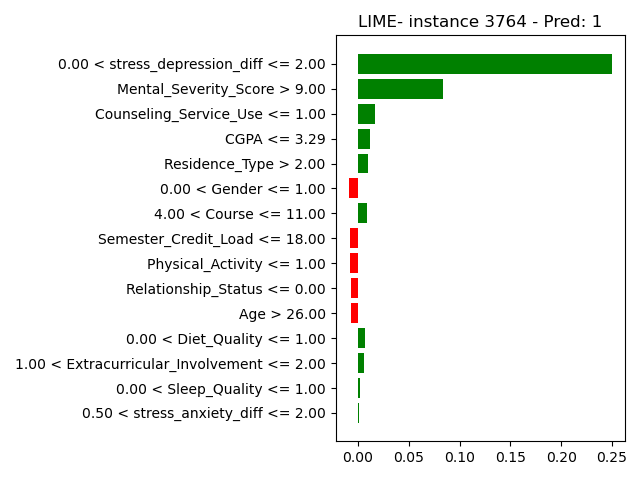 LIME- instance 3764 - Pred: 1
0.00 < stress_depression_diff <= 2.00
Mental_Severity_Score > 9.00
Counseling_Service_Use <= 1.00
CGPA <= 3.29
Residence_Type > 2.00
0.00 < Gender <= 1.00
4.00 < Course <= 11.00
Semester_Credit_Load <= 18.00
Physical_Activity <= 1.00
Relationship_Status <= 0.00
Age > 26.00
0.00 < Diet_Quality <= 1.00
1.00 < Extracurricular_Involvement <= 2.00
0.00 < Sleep_Quality <= 1.00
0.50 < stress_anxiety_diff <= 2.00
0.00 0.05 0.10 0.15 0.20 0.25